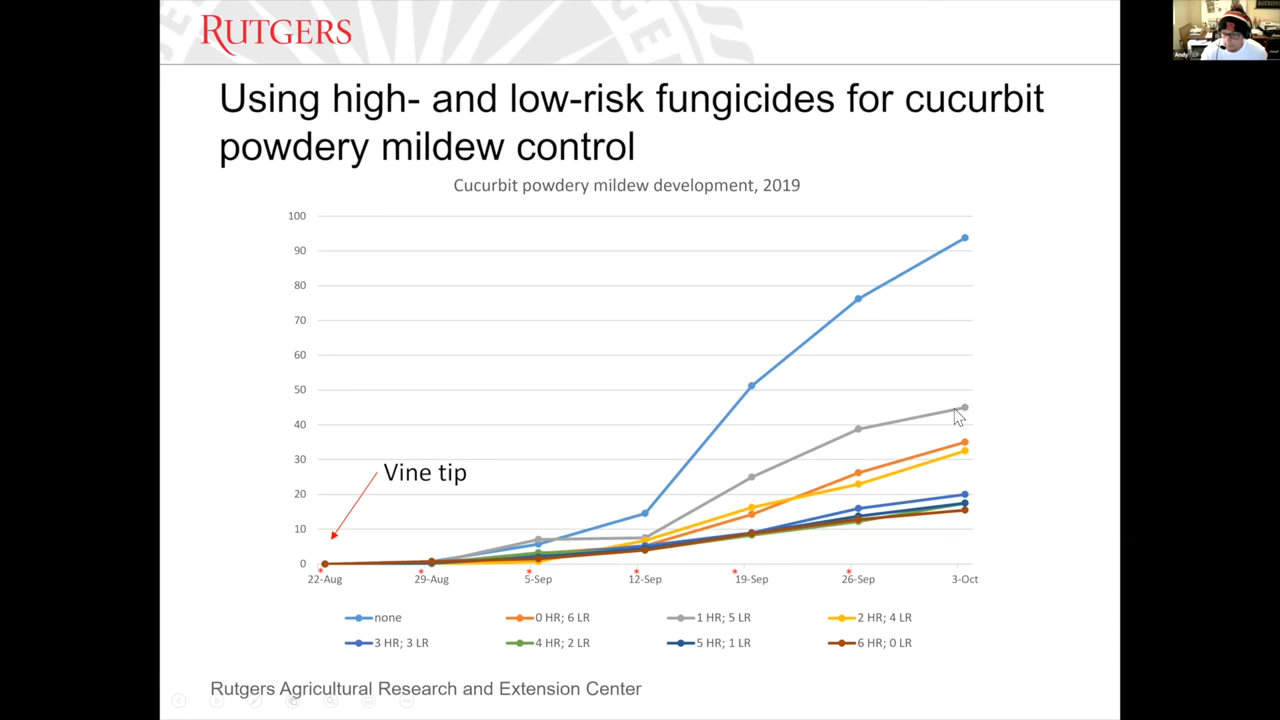 RUTGERS
Andy
Using high- and low-risk fungicides for cucurbit
powdery mildew control
Cucurbit powdery mildew development, 2019
100
90
80
70
60
50
40
30
20
10
0
Vine tip
* * * * * *
22-Aug 29-Aug 5-Sep 12-Sep 19-Sep 26-Sep 3-Oct
none 0 HR; 6 LR 1 HR; 5 LR 2 HR; 4 LR
3 HR; 3 LR 4 HR; 2 LR 5 HR; 1 LR 6 HR; 0 LR
Rutgers Agricultural Research and Extension Center